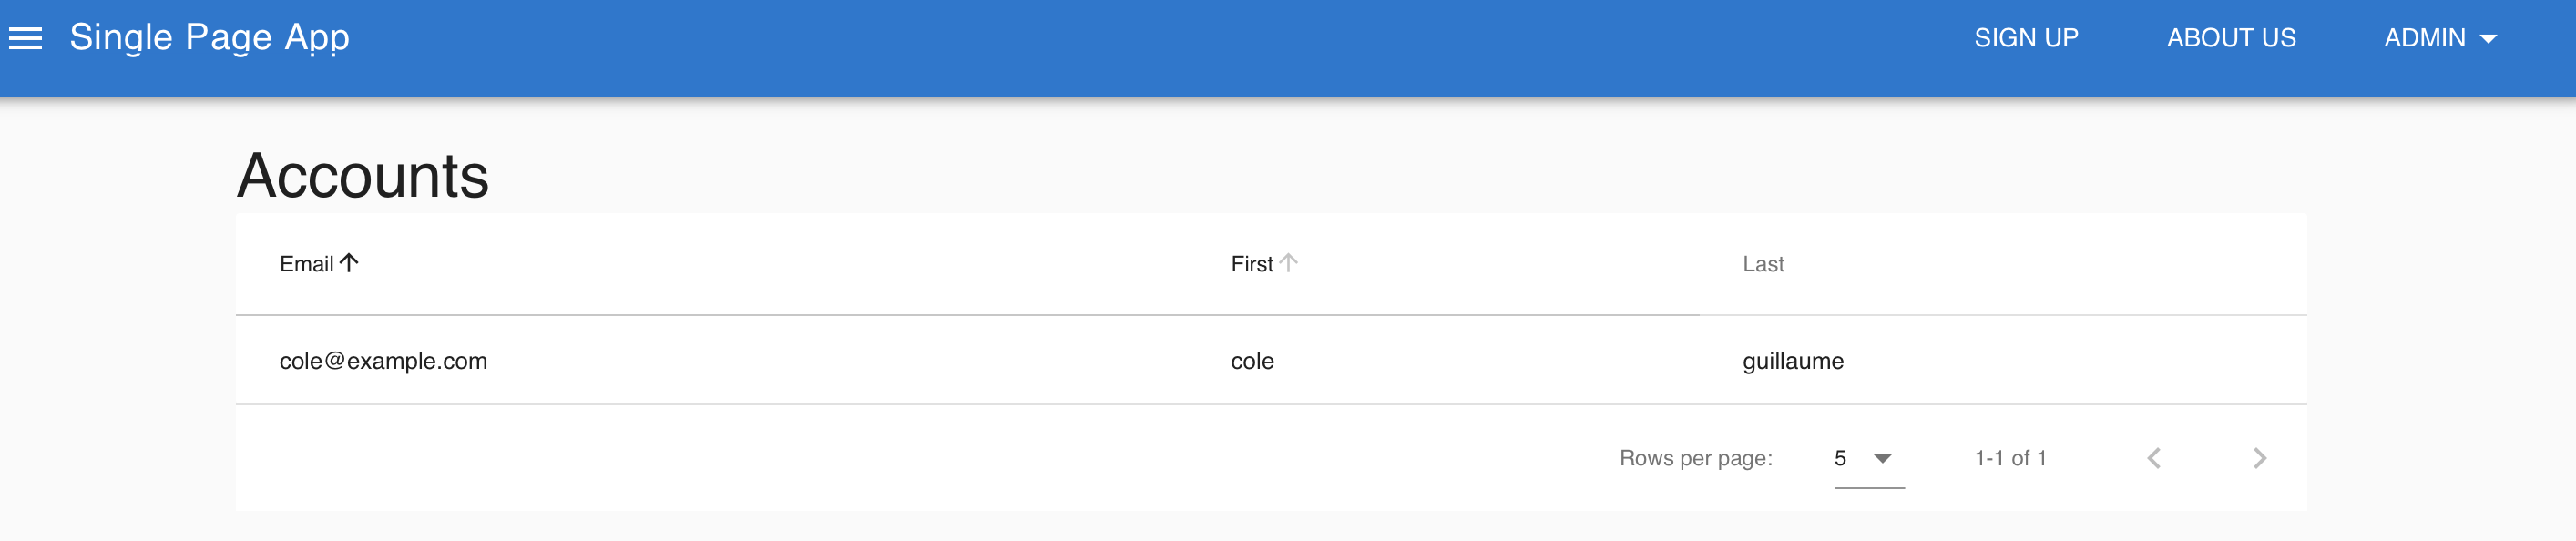 Single Page App SIGN UP ABOUT US ADMIN
Accounts
Email First Last
cole@example.com cole guillaume
Rows per page: 5 1-1 of 1